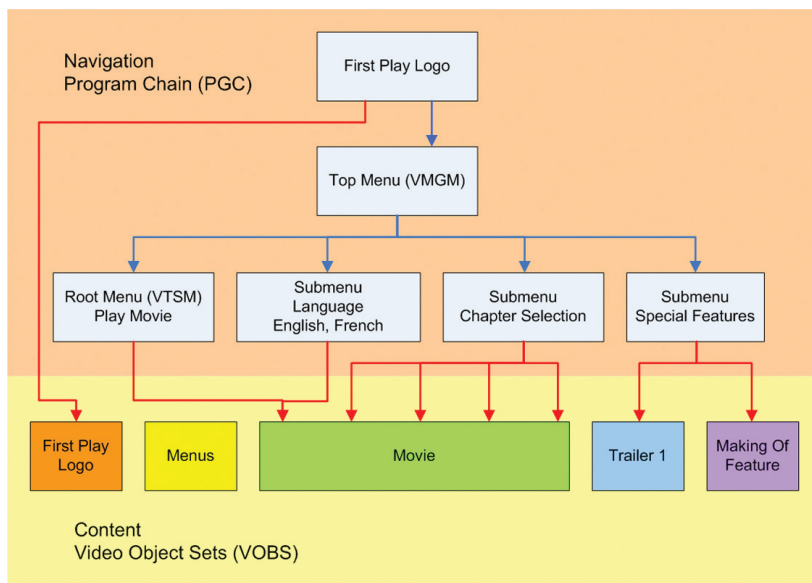 Navigation
Program Chain (PGC)
First Play Logo
Top Menu (VMGM)
Root Menu (VTSM)
Play Movie
Submenu
Language
English, French
Submenu
Chapter Selection
Submenu
Special Features
First Play
Logo
Menus
Movie
Trailer 1
Making Of
Feature
Content
Video Object Sets (VOBS)